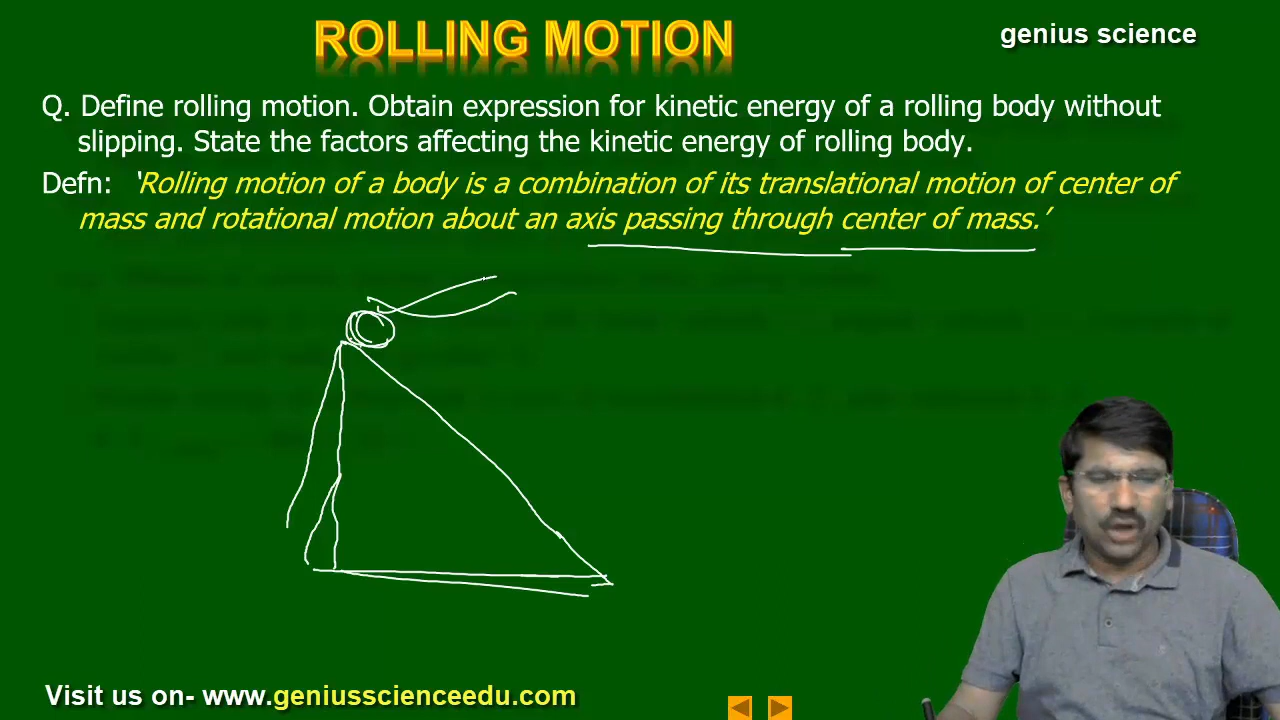 ROLLING MOTION
genius science
Q. Define rolling motion. Obtain expression for kinetic energy of a rolling body without
slipping. State the factors affecting the kinetic energy of rolling body.
Defn: ‘Rolling motion of a body is a combination of its translational motion of center of
mass and rotational motion about an axis passing through center of mass.’
Visit us on- www.geniusscienceedu.com